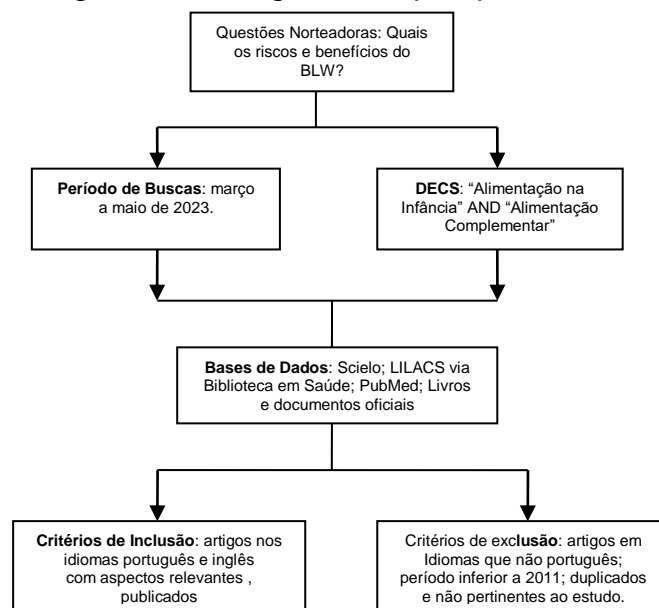 Questões Norteadoras: Quais
os riscos e benefícios do
BLW?
Período de Buscas: março
a maio de 2023.
DECS: “Alimentação na
Infância” AND “Alimentação
Complementar”
Bases de Dados: Scielo; LILACS via
Biblioteca em Saúde; PubMed; Livros
e documentos oficiais
Critérios de Inclusão: artigos nos
idiomas português e inglês
com aspectos relevantes ,
publicados
Critérios de exclusão: artigos em
Idiomas que não português;
período inferior a 2011; duplicados
e não pertinentes ao estudo.